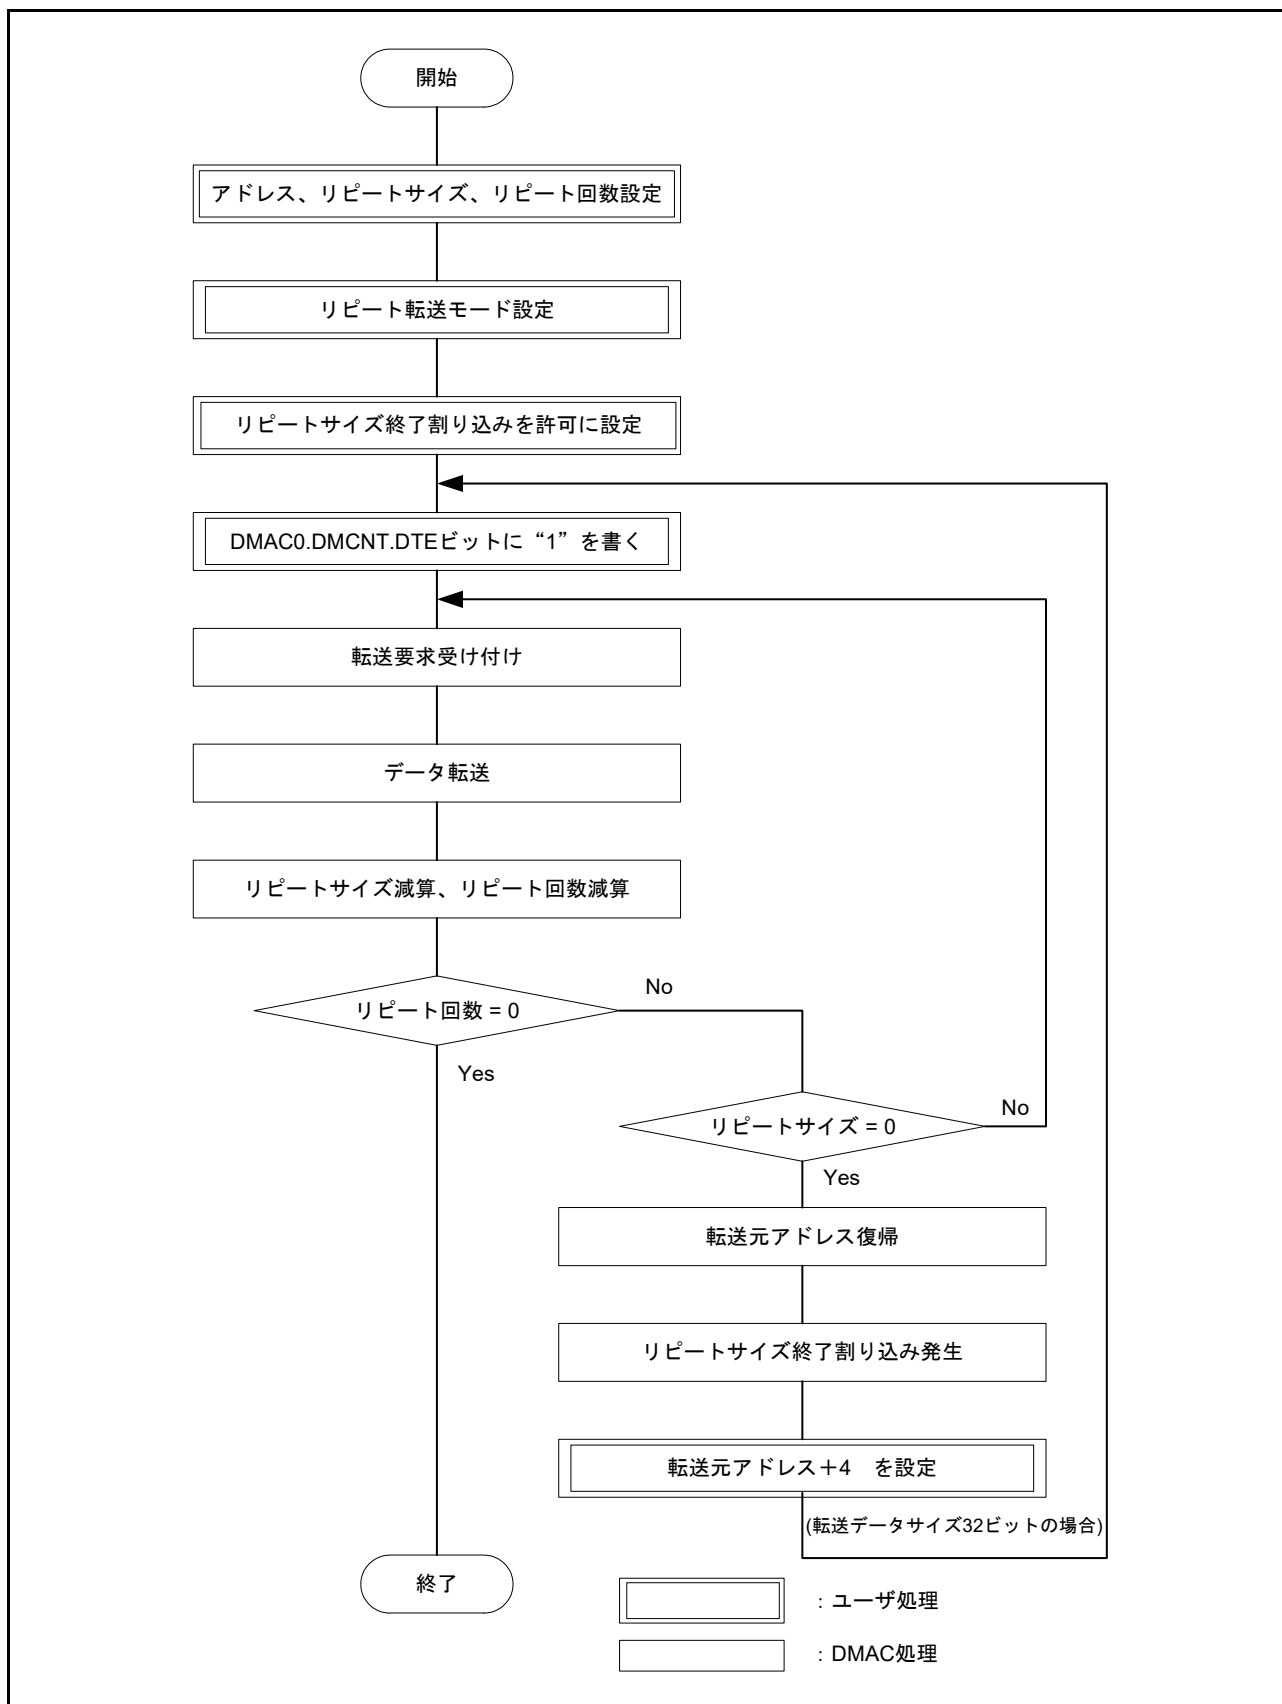 開始
アドレス、リピートサイズ、リピート回数設定
リピート転送モード設定
リピートサイズ終了割り込みを許可に設定
DMAC0.DMCNT.DTEビットに“1”を書く
転送要求受け付け
データ転送
リピートサイズ減算、リピート回数減算
リピート回数 = 0
No
Yes
リピートサイズ = 0
No
Yes
転送元アドレス復帰
リピートサイズ終了割り込み発生
転送元アドレス+4　を設定
(転送データサイズ32ビットの場合)
終了
：ユーザ処理
：DMAC処理